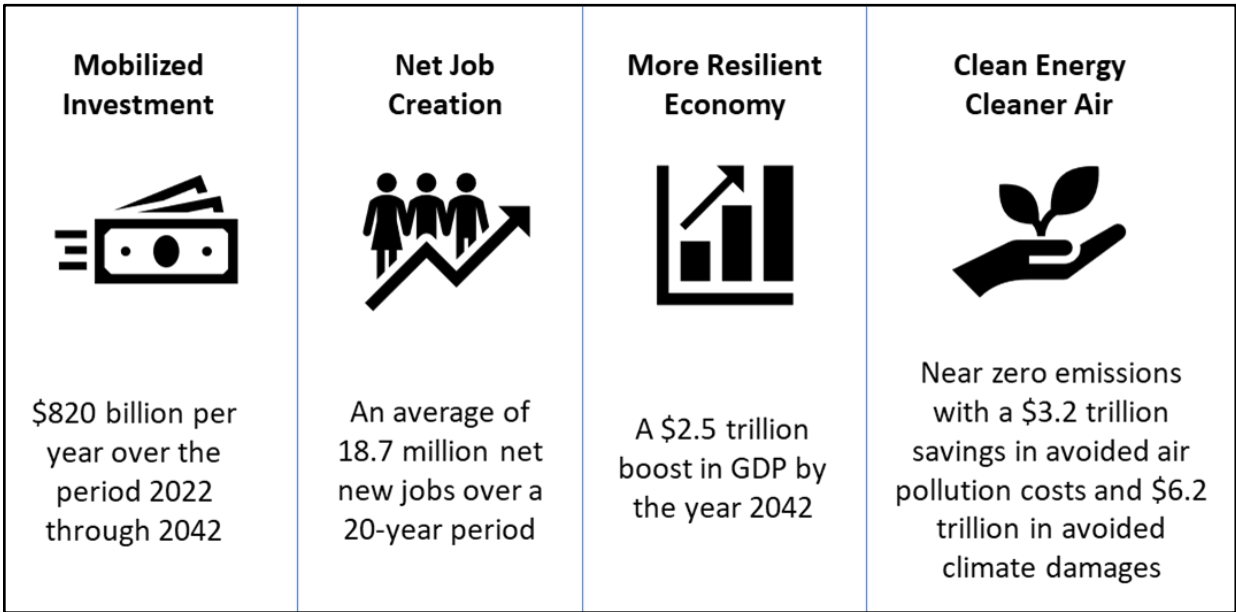 Mobilized
Investment
$820 billion per
year over the
period 2022
through 2042
Net Job
Creation
An average of
18.7 million net
new jobs over a
20-year period
More Resilient
Economy
A $2.5 trillion
boost in GDP by
the year 2042
Clean Energy
Cleaner Air
Near zero emissions
with a $3.2 trillion
savings in avoided air
pollution costs and $6.2
trillion in avoided
climate damages